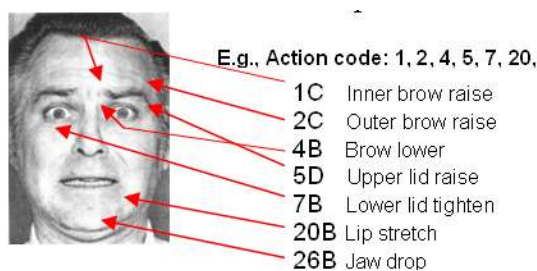 E.g., Action code: 1, 2, 4, 5, 7, 20,
1C Inner brow raise
2C Outer brow raise
4B Brow lower
5D Upper lid raise
7B Lower lid tighten
20B Lip stretch
26B Jaw drop